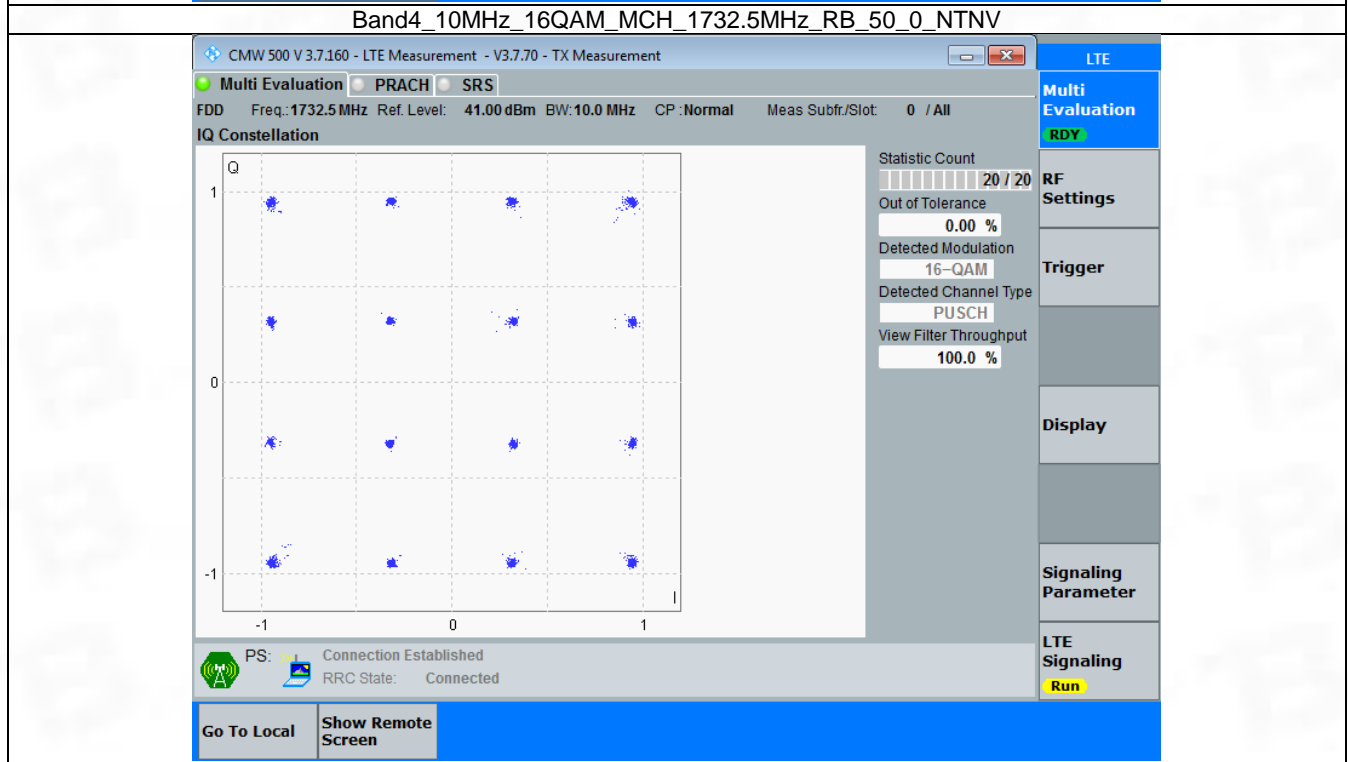 Band4_10MHz_16QAM_MCH_1732.5MHz_RB_50_0_NTNV
CMW 500 V 3.7.160 - LTE Measurement - V3.7.70 - TX Measurement
LTE
Multi Evaluation PRACH SRS
Multi
Evaluation
RDY
FDD Freq.:1732.5 MHz Ref. Level: 41.00 dBm BW:10.0 MHz CP :Normal Meas Subfr./Slot: 0 / All
IQ Constellation
Q
1
0
-1
-1 0 1
I
Statistic Count
20 / 20
Out of Tolerance
0.00 %
Detected Modulation
16–QAM
Detected Channel Type
PUSCH
View Filter Throughput
100.0 %
RF
Settings
Trigger
Display
Signaling
Parameter
LTE
Signaling
Run
PS: Connection Established
RRC State: Connected
Go To Local
Show Remote
Screen